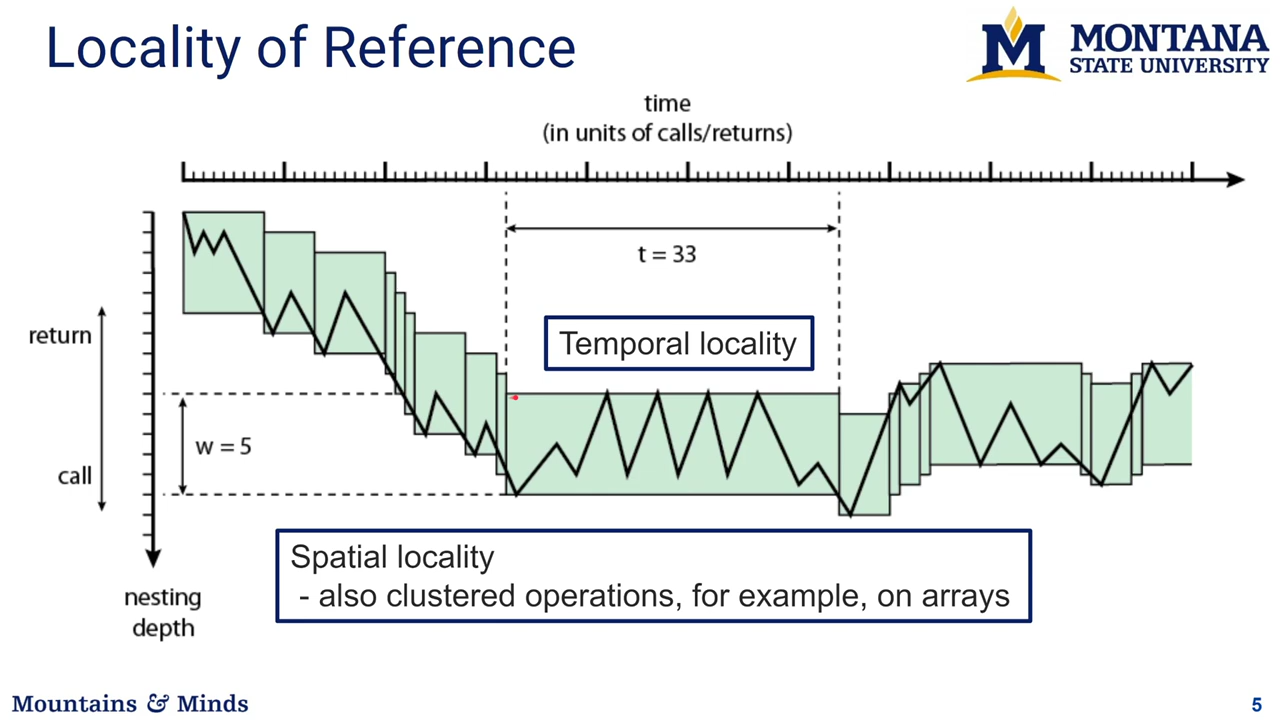 Locality of Reference
M
MONTANA
STATE UNIVERSITY
time
(in units of calls/returns)
t = 33
return
Temporal locality
w = 5
call
Spatial locality
- also clustered operations, for example, on arrays
nesting
depth
Mountains & Minds
5